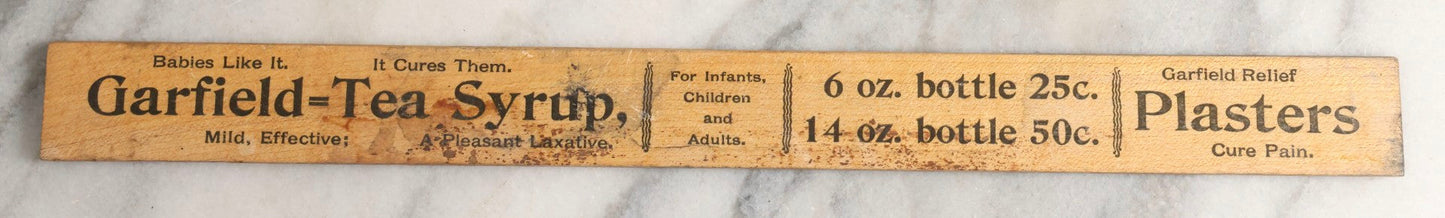 Babies Like It. It Cures Them.
Garfield=Tea Syrup,
Mild, Effective; A Pleasant Laxative.
For Infants,
Children
and
Adults.
6 oz. bottle 25c.
14 oz. bottle 50c.
Garfield Relief
Plasters
Cure Pain.